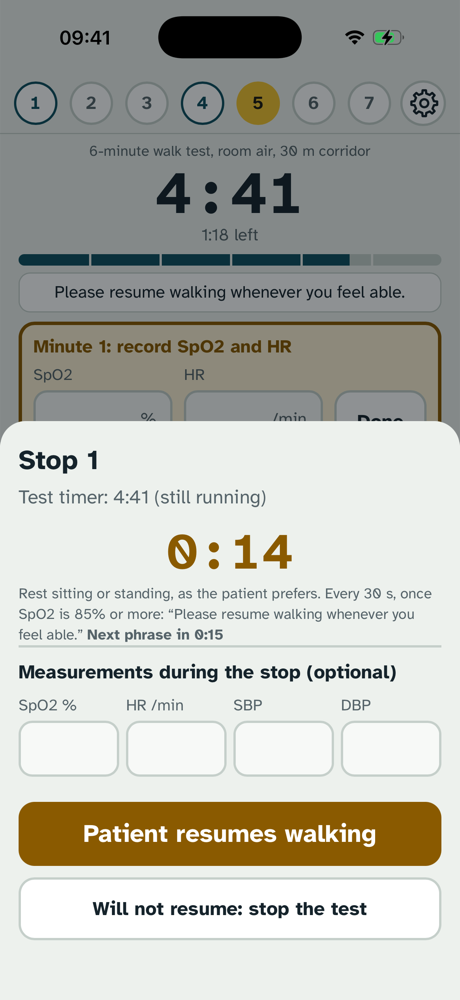 09:41
1 2 3 4 5 6 7
6-minute walk test, room air, 30 m corridor
4:41
1:18 left
Please resume walking whenever you feel able.
Minute 1: record SpO2 and HR
SpO2 HR
% /min Done
Stop 1
Test timer: 4:41 (still running)
0:14
Rest sitting or standing, as the patient prefers. Every 30 s, once
SpO2 is 85% or more: “Please resume walking whenever you
feel able.” Next phrase in 0:15
Measurements during the stop (optional)
SpO2 % HR /min SBP DBP
Patient resumes walking
Will not resume: stop the test